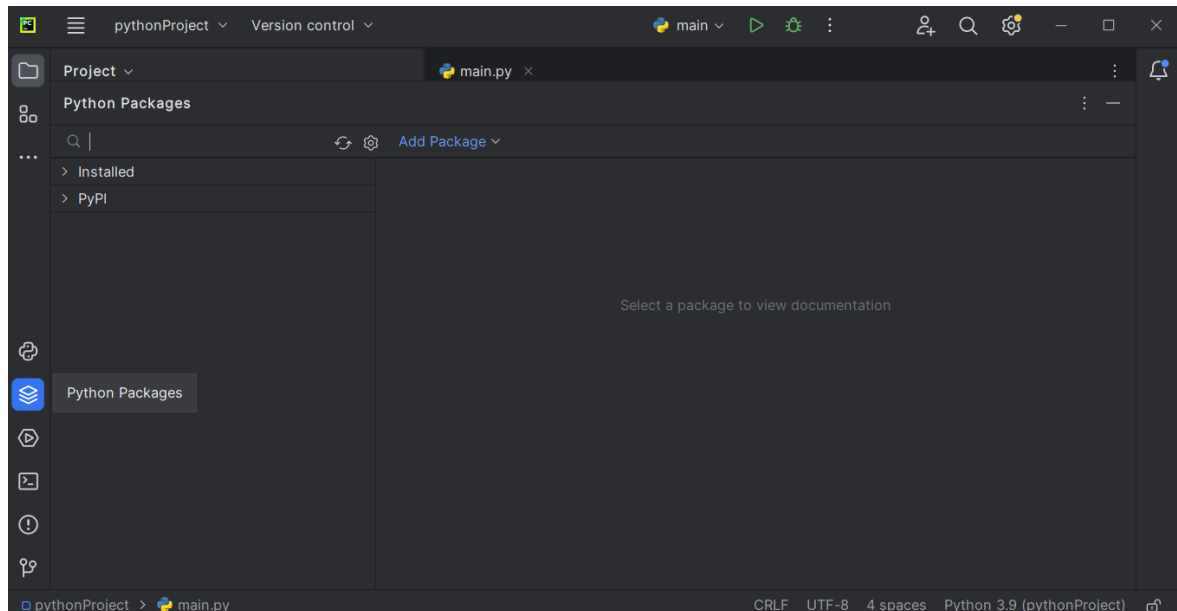 PC
pythonProject
Version control
main
Project
main.py
Python Packages
Add Package
Installed
PyPI
Select a package to view documentation
Python Packages
pythonProject > main.py
CRLF UTF-8 4 spaces Python 3.9 (pythonProject)